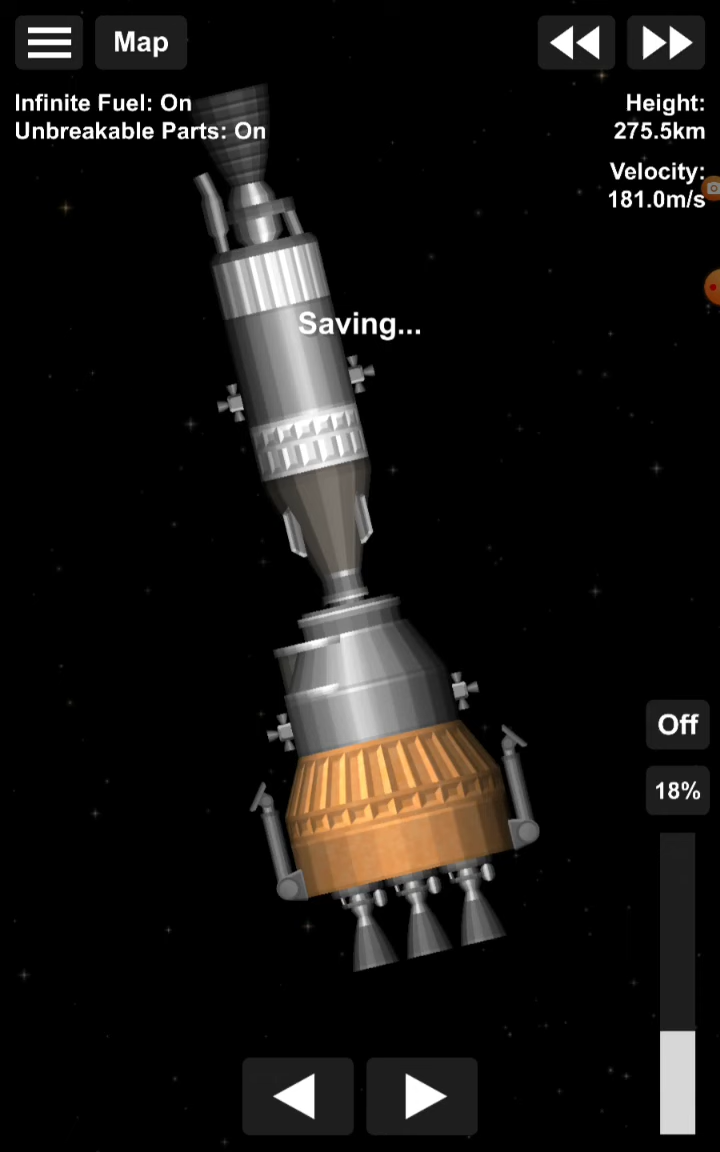 Map
Infinite Fuel: On
Unbreakable Parts: On
Height:
275.5km
Velocity:
181.0m/s
Saving...
Off
18%